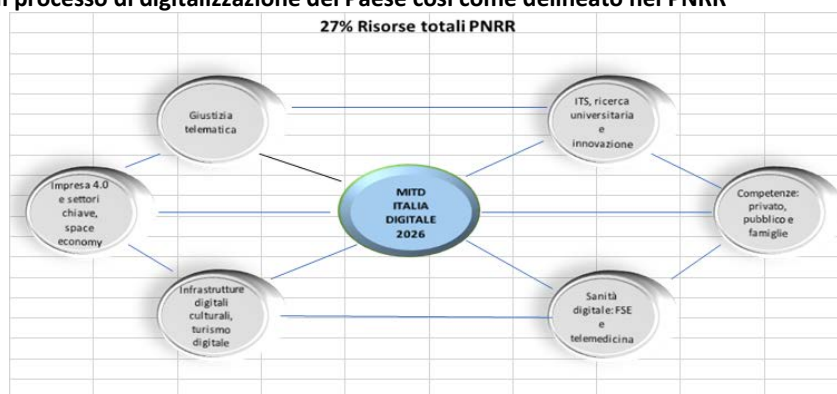 Il processo di digitalizzazione del Paese così come delineato nel PNRR
27% Risorse totali PNRR
Giustizia
telematica
ITS, ricerca
universitaria
e
innovazione
Impresa 4.0
e settori
chiave,
space
economy
MITD
ITALIA
DIGITALE
2026
Competenze:
privato,
pubblico e
famiglie
Infrastrutture
digitali
culturali,
turismo
digitale
Sanità
digitale: FSE
e
telemedicina